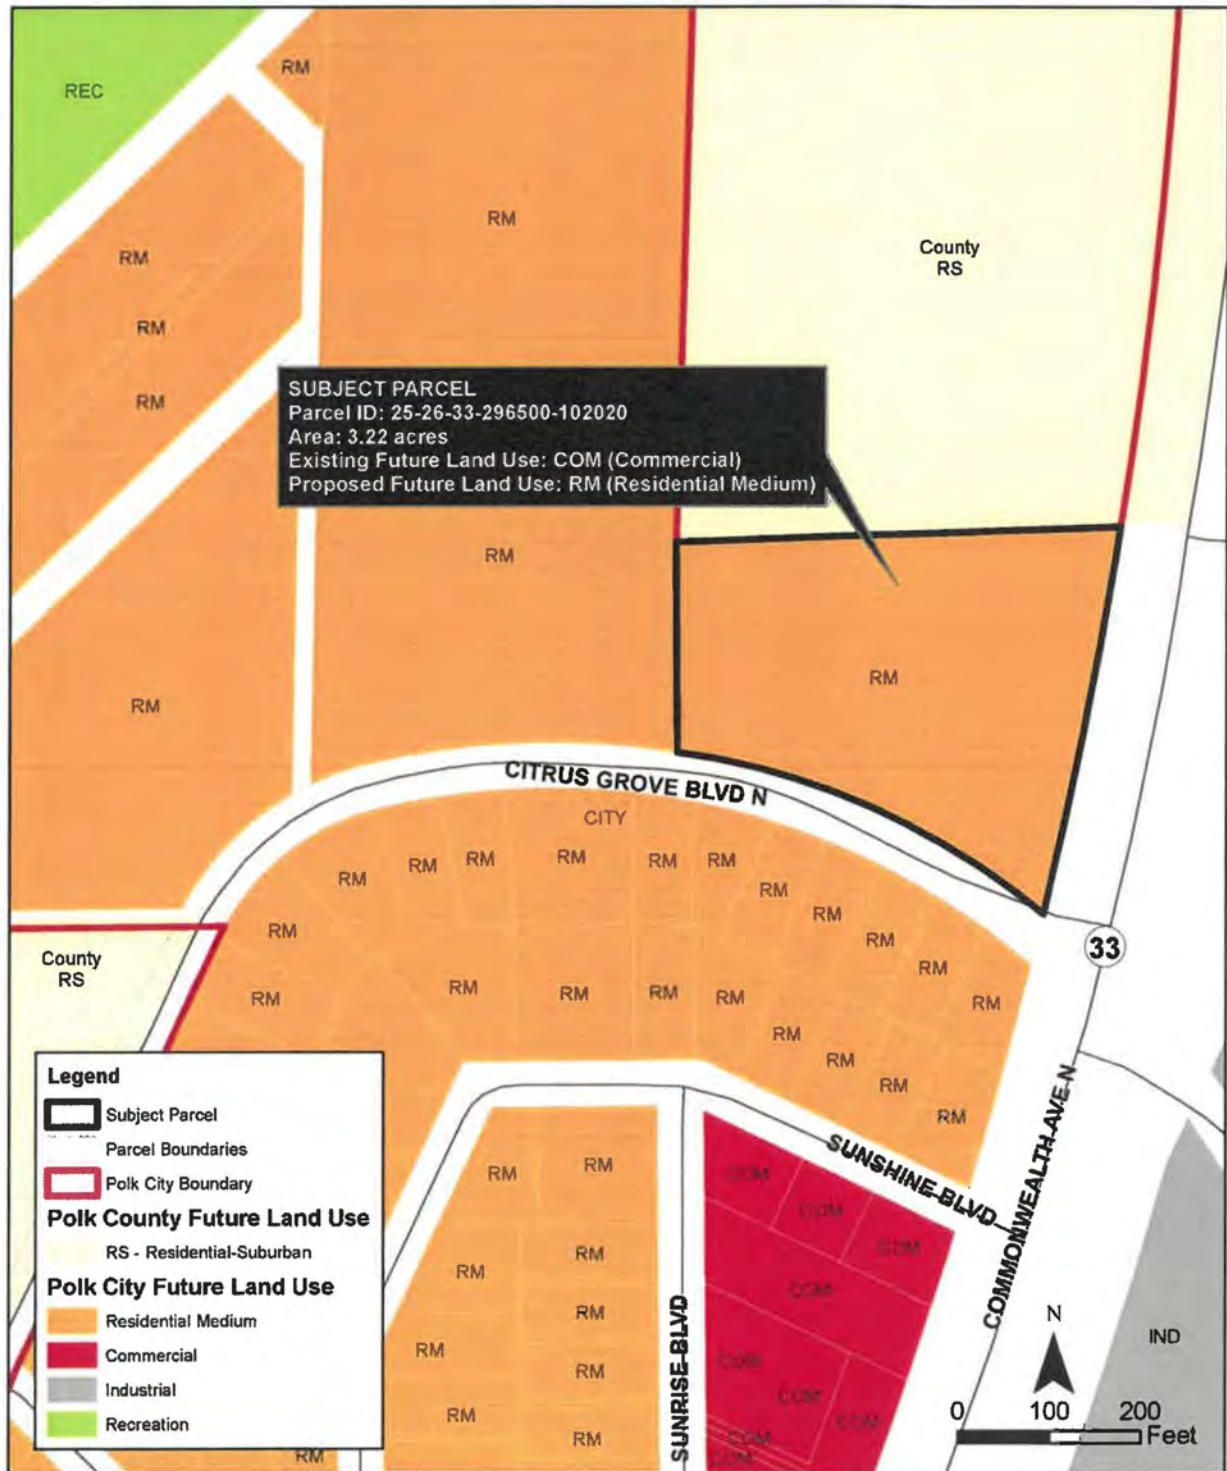 REC
RM
RM
County
RS
RM
RM
RM
SUBJECT PARCEL
Parcel ID: 25-26-33-296500-102020
Area: 3.22 acres
Existing Future Land Use: COM (Commercial)
Proposed Future Land Use: RM (Residential Medium)
RM
RM
RM
CITRUS GROVE BLVD N
CITY
RM
RM
RM
RM
RM
RM
RM
RM
RM
RM
RM
RM
33
County
RS
RM
RM
RM
RM
RM
RM
RM
RM
RM
COMMONWEALTH AVE N
SUNSHINE BLVD
SUNRISE BLVD
RM
RM
RM
RM
RM
RM
RM
RM
RM
RM
COM
COM
COM
COM
COM
COM
COM
COM
COM
IND
N
0 100 200
Feet
Legend
Subject Parcel
Parcel Boundaries
Polk City Boundary
Polk County Future Land Use
RS - Residential-Suburban
Polk City Future Land Use
Residential Medium
Commercial
Industrial
Recreation